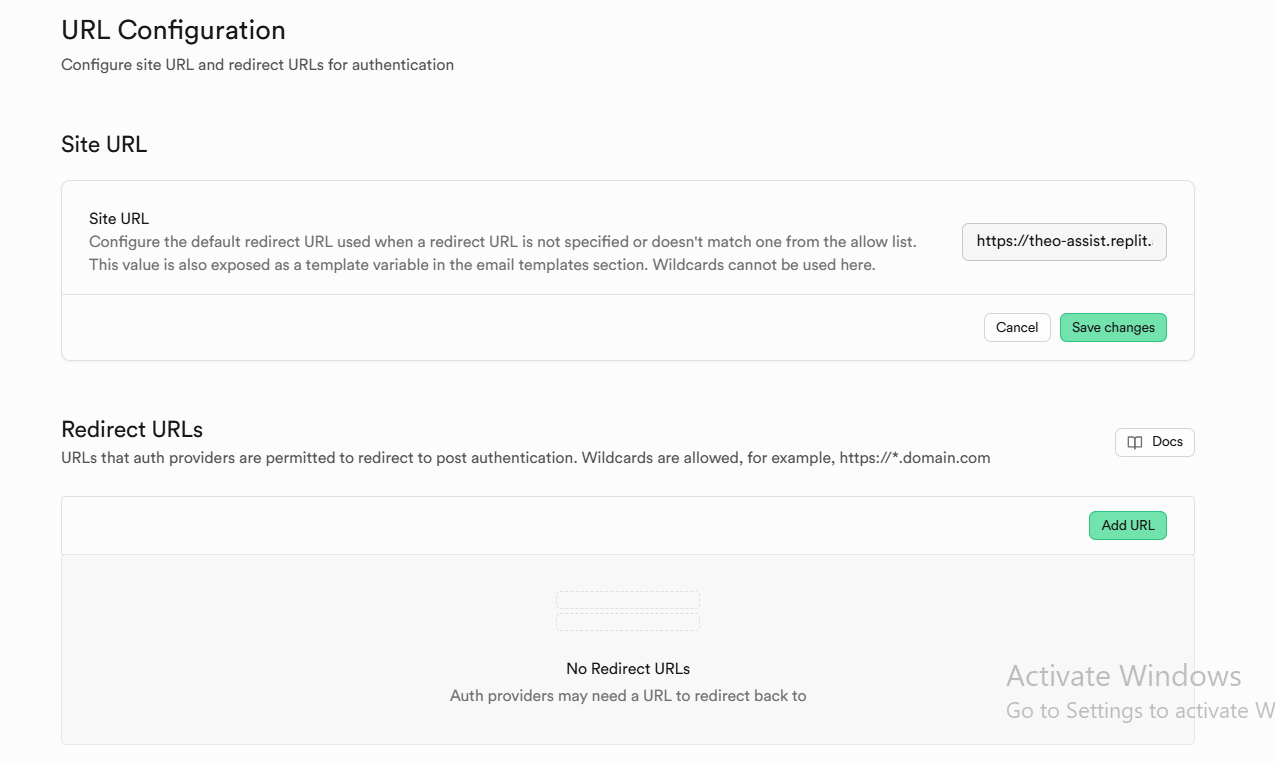 URL Configuration
Configure site URL and redirect URLs for authentication
Site URL
Site URL
Configure the default redirect URL used when a redirect URL is not specified or doesn't match one from the allow list.
This value is also exposed as a template variable in the email templates section. Wildcards cannot be used here.
https://theo-assist.replit.
Cancel
Save changes
Redirect URLs
URLs that auth providers are permitted to redirect to post authentication. Wildcards are allowed, for example, https://*.domain.com
Docs
Add URL
No Redirect URLs
Auth providers may need a URL to redirect back to
Activate Windows
Go to Settings to activate W